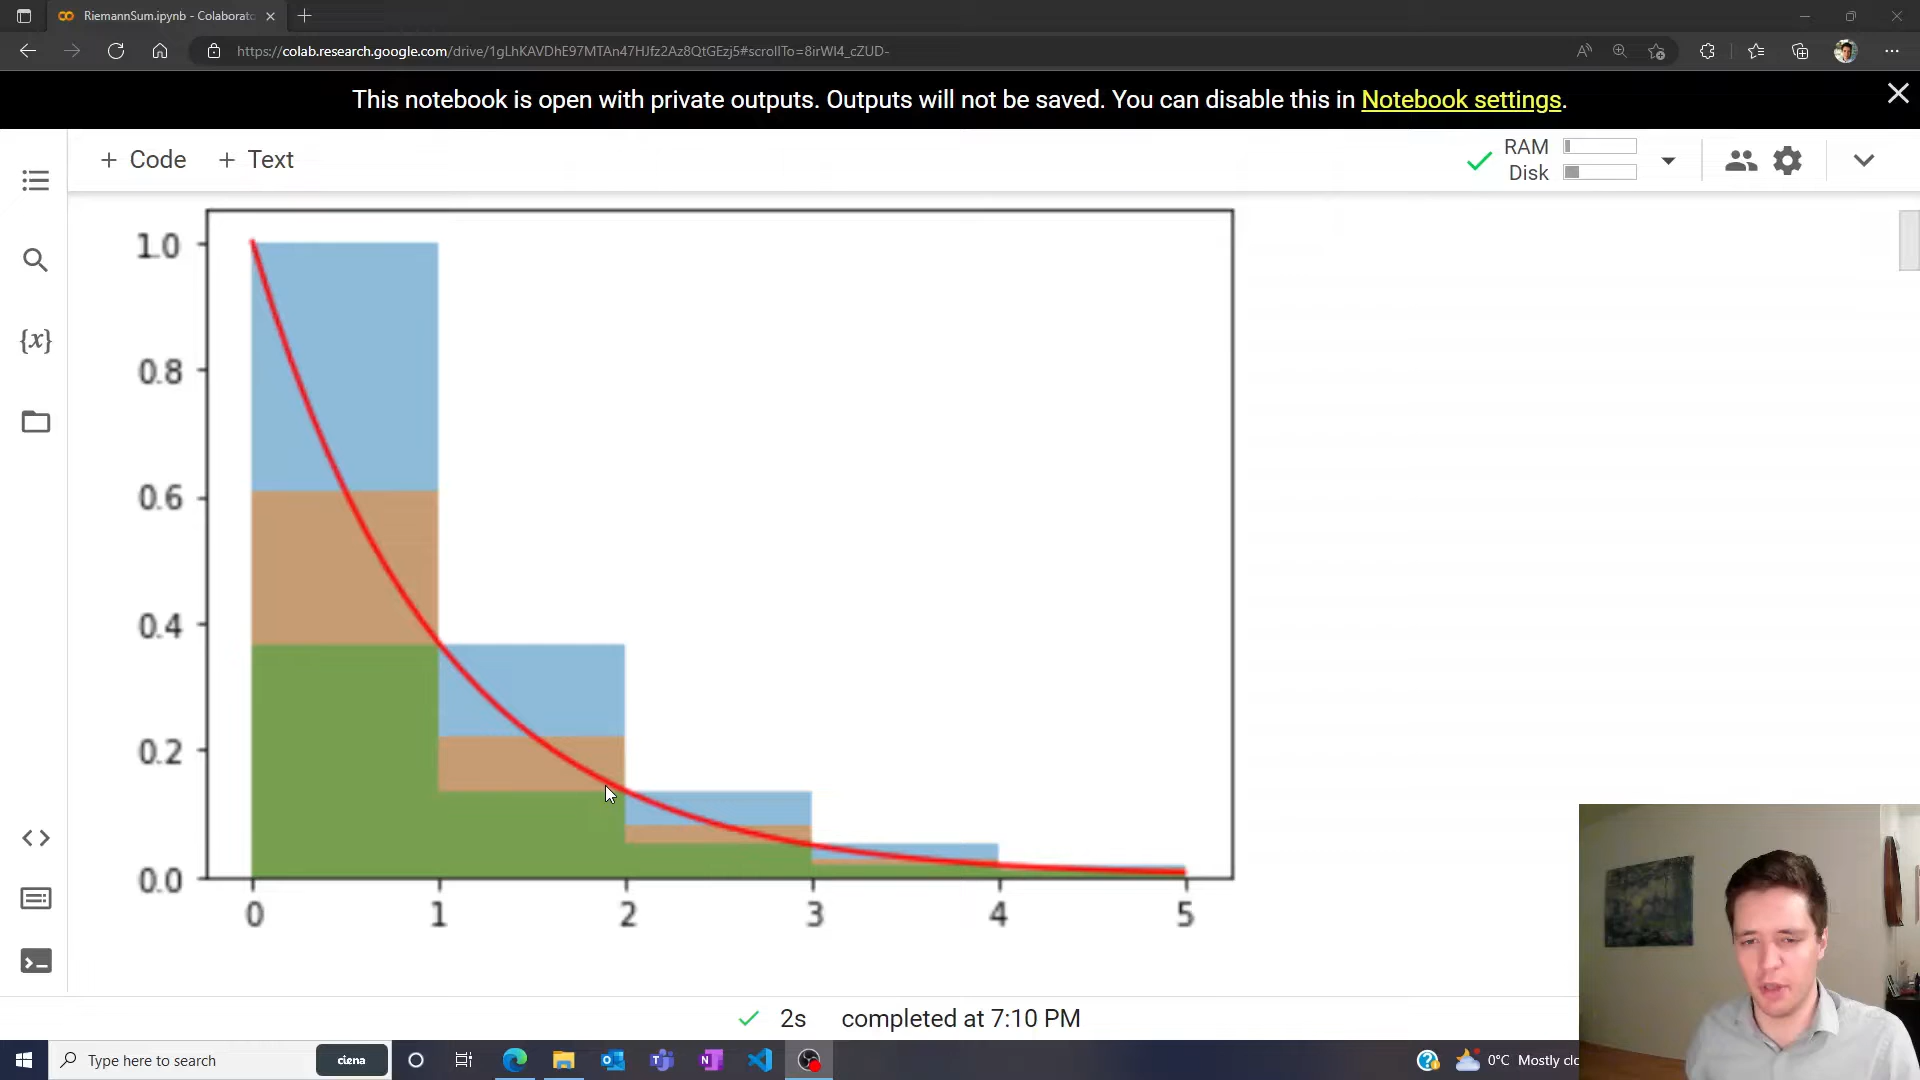 RiemannSum.ipynb - Colaborato
https://colab.research.google.com/drive/1gLhKAVDhE97MTAn47HJfz2Az8QtGEzj5#scrollTo=8irWI4_cZUD-
This notebook is open with private outputs. Outputs will not be saved. You can disable this in Notebook settings.
+ Code + Text
RAM
Disk
{x}
1.0
0.8
0.6
0.4
0.2
0.0
0 1 2 3 4 5
2s completed at 7:10 PM
Type here to search
ciena
0°C Mostly clo